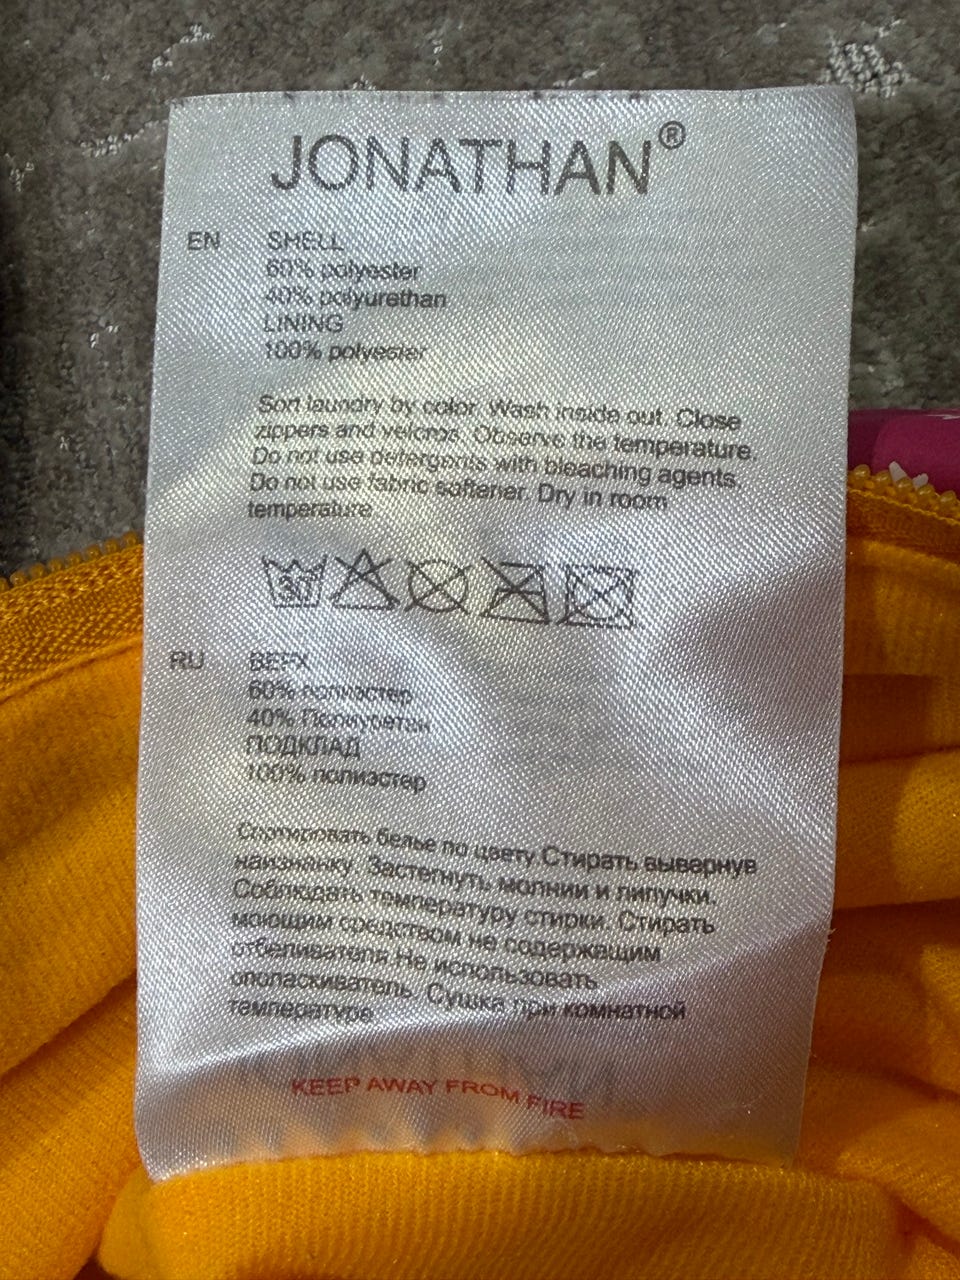 JONATHAN®
EN SHELL
60% polyester
40% polyurethan
LINING
100% polyester
Sort laundry by color. Wash inside out. Close
zippers and velcros. Observe the temperature.
Do not use detergents with bleaching agents.
Do not use fabric softener. Dry in room
temperature
30
RU ВЕРХ
60% полиэстер
40% Полиуретан
ПОДКЛАД
100% полиэстер
Сортировать белье по цвету Стирать вывернув
наизнанку. Застегнуть молнии и липучки.
Соблюдать температуру стирки. Стирать
моющим средством не содержащим
отбеливателя Не использовать
ополаскиватель. Сушка при комнатной
температуре
KEEP AWAY FROM FIRE